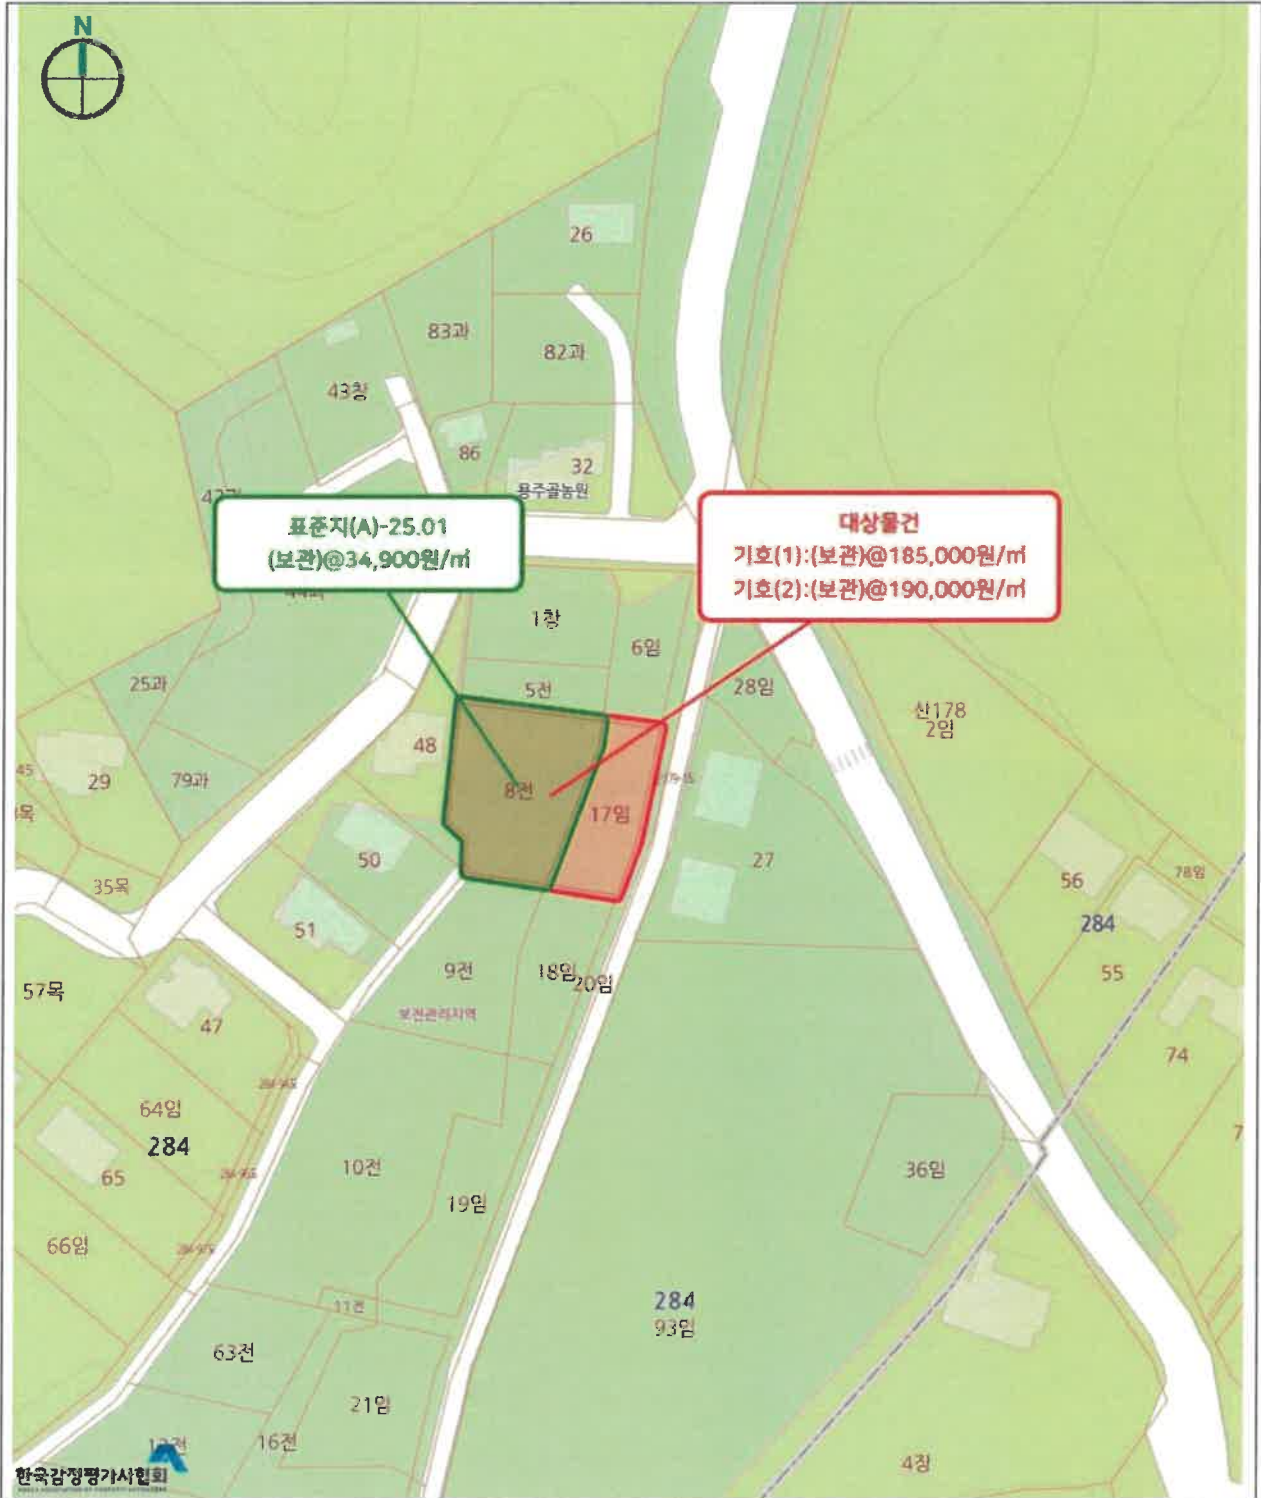 N
26
83과
82과
43창
86
32
용주골농원
표준지(A)-25.01
(보관)@34,900원/㎡
대상물건
기호(1):(보관)@185,000원/㎡
기호(2):(보관)@190,000원/㎡
1창
6임
5전
28임
25과
산178
2임
48
45
29
79과
8전
17임
50
27
35목
56
78임
51
284
9전
18임
20임
55
57목
보전관리지역
47
74
64임
284
10전
36임
65
19임
66임
284
93임
11전
63전
21임
16전
4장
한국감정평가사협회